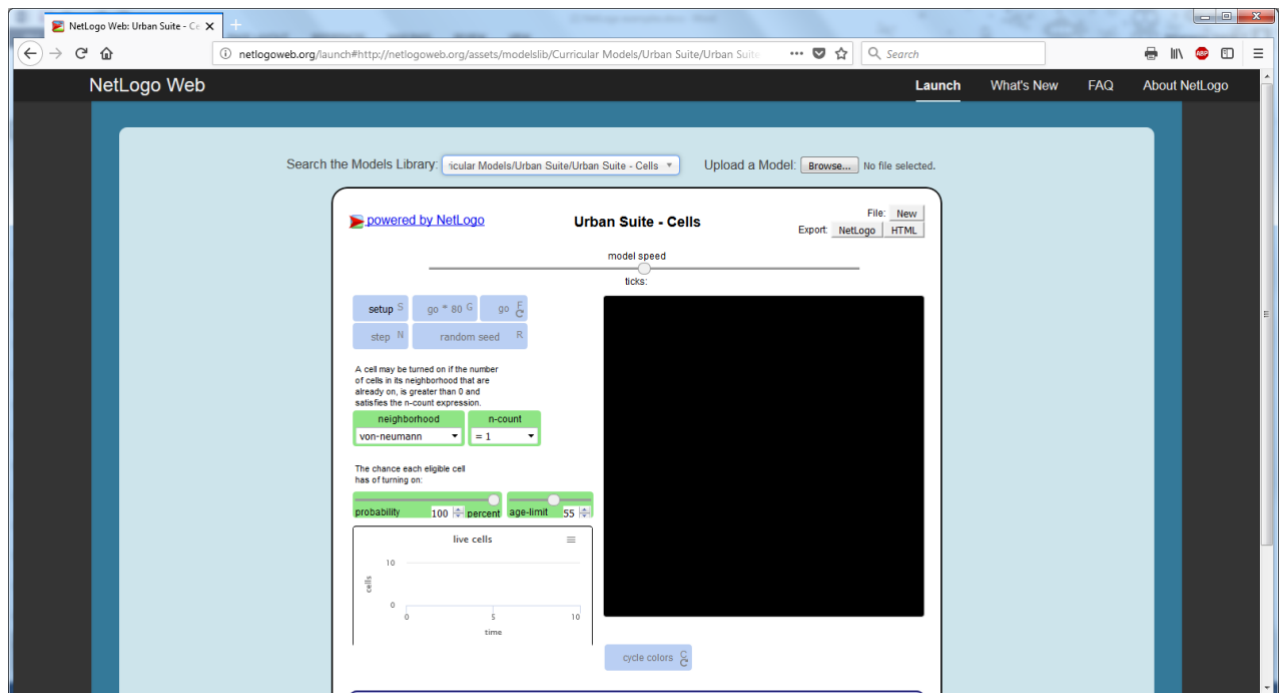 NetLogo Web: Urban Suite - Ce
netlogoweb.org/launch#http://netlogoweb.org/assets/modelslib/Curricular Models/Urban Suite/Urban Suite
Search
ABP
NetLogo Web
Launch
What's New
FAQ
About NetLogo
Search the Models Library:
ricular Models/Urban Suite/Urban Suite - Cells
Upload a Model:
Browse...
No file selected.
powered by NetLogo
Urban Suite - Cells
File: New
Export: NetLogo HTML
model speed
ticks:
setup S
go * 80 G
go F
step N
random seed R
A cell may be turned on if the number
of cells in its neighborhood that are
already on, is greater than 0 and
satisfies the n-count expression.
neighborhood
n-count
von-neumann
= 1
The chance each eligible cell
has of turning on:
probability 100 percent
age-limit 55
live cells
10
cells
0
0 5 10
time
cycle colors C